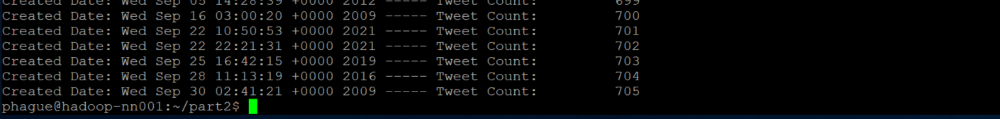 Created Date: Wed Sep 05 14:28:39 +0000 2012 ----- Tweet Count: 699
Created Date: Wed Sep 16 03:00:20 +0000 2009 ----- Tweet Count: 700
Created Date: Wed Sep 22 10:50:53 +0000 2021 ----- Tweet Count: 701
Created Date: Wed Sep 22 22:21:31 +0000 2021 ----- Tweet Count: 702
Created Date: Wed Sep 25 16:42:15 +0000 2019 ----- Tweet Count: 703
Created Date: Wed Sep 28 11:13:19 +0000 2016 ----- Tweet Count: 704
Created Date: Wed Sep 30 02:41:21 +0000 2009 ----- Tweet Count: 705
phague@hadoop-nn001:~/part2$